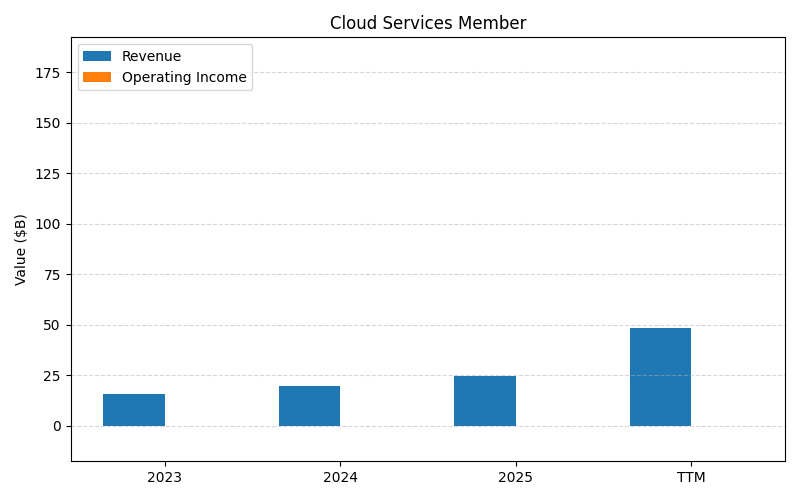 Cloud Services Member
Revenue
Operating Income
Value ($B)
175
150
125
100
75
50
25
0
2023
2024
2025
TTM